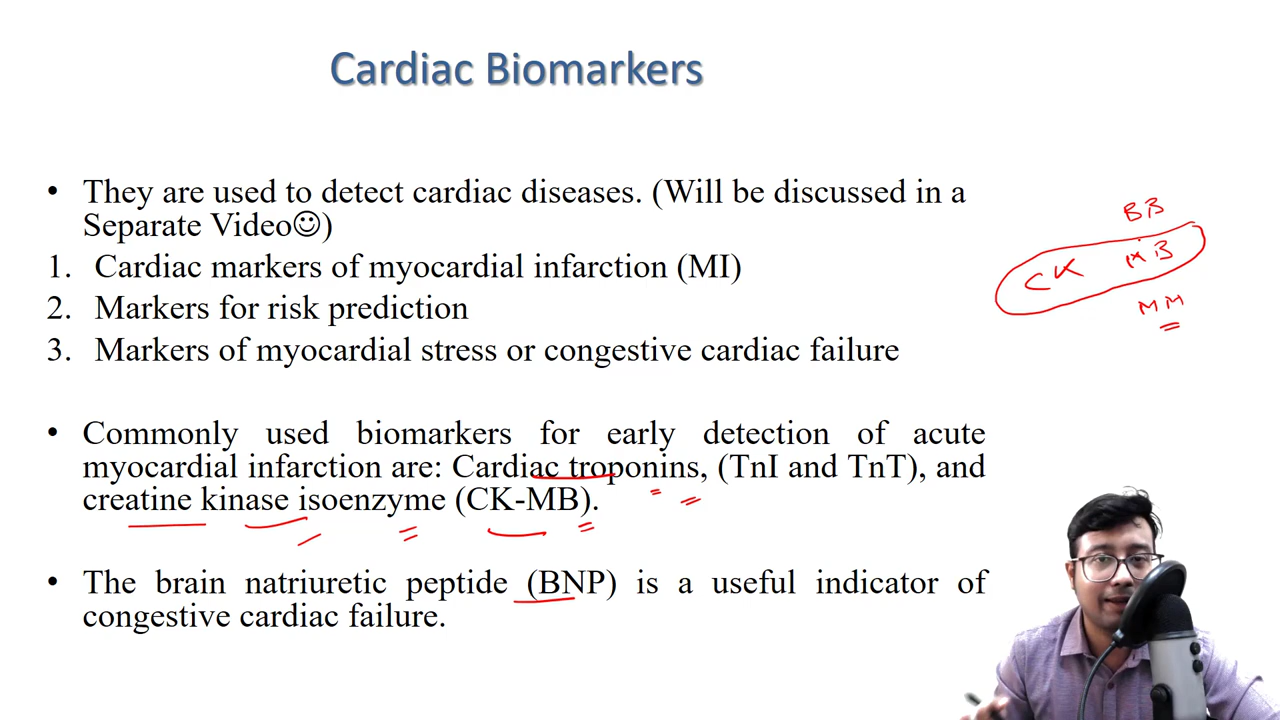 Cardiac Biomarkers
• They are used to detect cardiac diseases. (Will be discussed in a
Separate Video☺)
1. Cardiac markers of myocardial infarction (MI)
2. Markers for risk prediction
3. Markers of myocardial stress or congestive cardiac failure
• Commonly used biomarkers for early detection of acute
myocardial infarction are: Cardiac troponins, (TnI and TnT), and
creatine kinase isoenzyme (CK-MB).
• The brain natriuretic peptide (BNP) is a useful indicator of
congestive cardiac failure.
BB
CK MB
MM